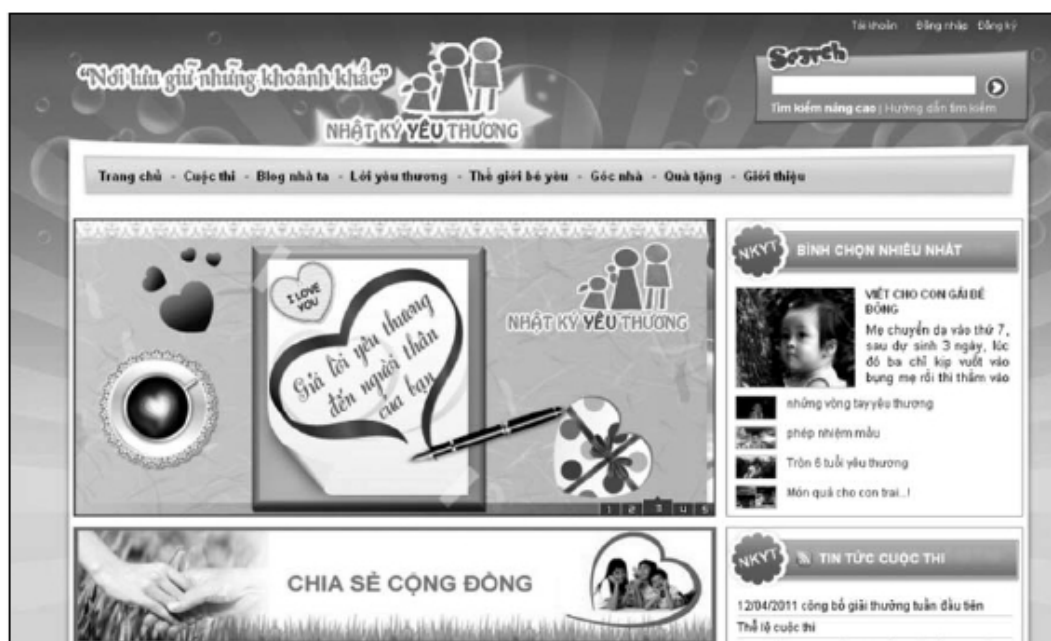 Tài khoản Đăng nhập Đăng ký
Search
"Nơi lưu giữ những khoảnh khắc"
NHẬT KÝ YÊU THƯƠNG
Tìm kiếm nâng cao | Hướng dẫn tìm kiếm
Trang chủ - Cuộc thi - Blog nhà ta - Lời yêu thương - Thế giới bé yêu - Góc nhà - Quà tặng - Giới thiệu
I LOVE
YOU
Gửi lời yêu thương
đến người thân
của bạn
NHẬT KÝ YÊU THƯƠNG
1 2 3 4 5
NKYT BÌNH CHỌN NHIỀU NHẤT
VIẾT CHO CON GÁI BÉ
BỎNG
Mẹ chuyển dạ vào thứ 7,
sau dự sinh 3 ngày, lúc
đó ba chỉ kịp vuốt vào
bụng mẹ rồi thì thầm vào
những vòng tay yêu thương
phép nhiệm mầu
Tròn 6 tuổi yêu thương
Món quà cho con trai...!
CHIA SẺ CỘNG ĐỒNG
NKYT TIN TỨC CUỘC THI
12/04/2011 công bố giải thưởng tuần đầu tiên
Thể lệ cuộc thi